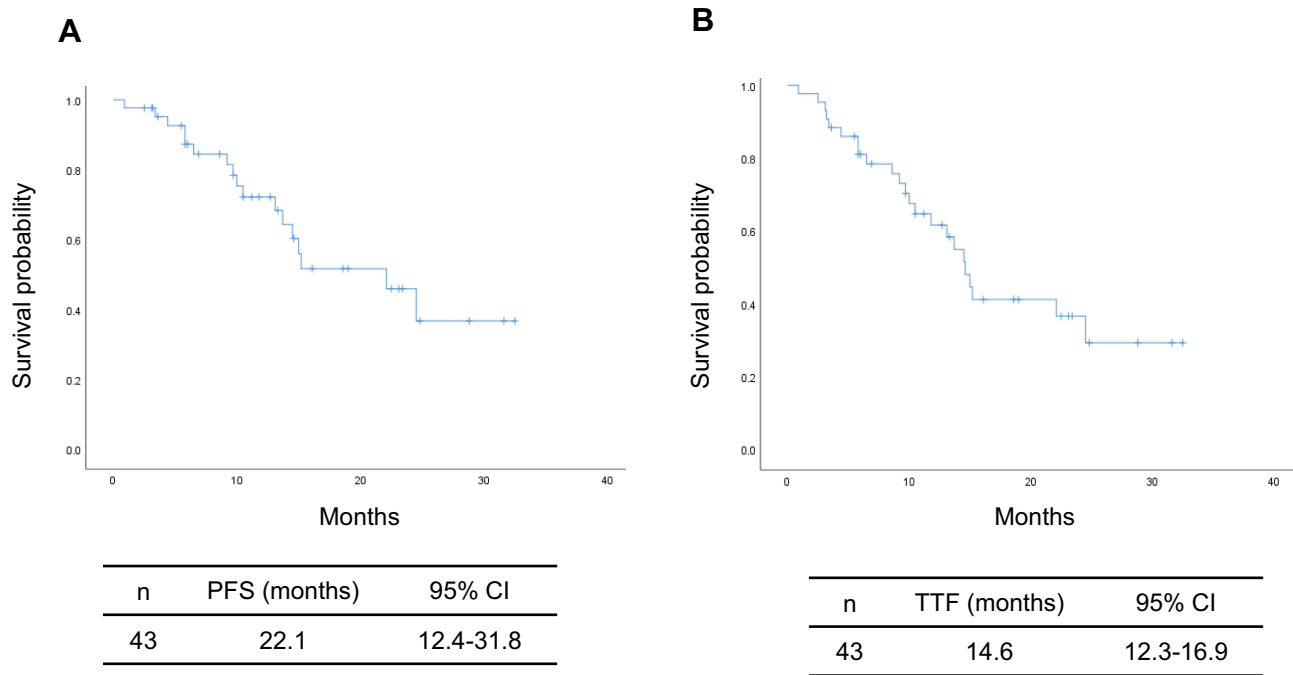 A
Survival probability
1.0
0.8
0.6
0.4
0.2
0.0
0 10 20 30 40
Months
n PFS (months) 95% CI
43 22.1 12.4-31.8
B
Survival probability
1.0
0.8
0.6
0.4
0.2
0.0
0 10 20 30 40
Months
n TTF (months) 95% CI
43 14.6 12.3-16.9